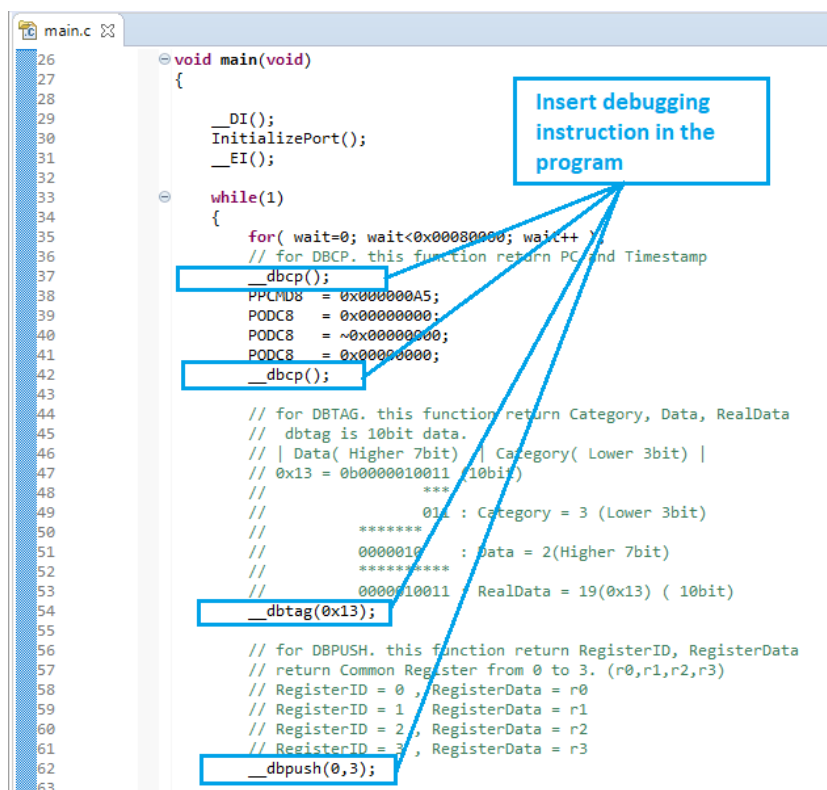 main.c
26 void main(void)
27 {
28
29 __DI();
30 InitializePort();
31 __EI();
32
33 while(1)
34 {
35 for( wait=0; wait<0x00080000; wait++ );
36 // for DBCP. this function return PC and Timestamp
37 __dbcp();
38 PPCMD8 = 0x000000A5;
39 PODC8 = 0x00000000;
40 PODC8 = ~0x00000000;
41 PODC8 = 0x00000000;
42 __dbcp();
43
44 // for DBTAG. this function return Category, Data, RealData
45 // dbtag is 10bit data.
46 // | Data( Higher 7bit) | Category( Lower 3bit) |
47 // 0x13 = 0b0000010011 (10bit)
48 // ***
49 // 011 : Category = 3 (Lower 3bit)
50 // *******
51 // 0000010 : Data = 2(Higher 7bit)
52 // **********
53 // 0000010011 : RealData = 19(0x13) ( 10bit)
54 __dbtag(0x13);
55
56 // for DBPUSH. this function return RegisterID, RegisterData
57 // return Common Register from 0 to 3. (r0,r1,r2,r3)
58 // RegisterID = 0 , RegisterData = r0
59 // RegisterID = 1 , RegisterData = r1
60 // RegisterID = 2 , RegisterData = r2
61 // RegisterID = 3 , RegisterData = r3
62 __dbpush(0,3);
63
Insert debugging
instruction in the
program